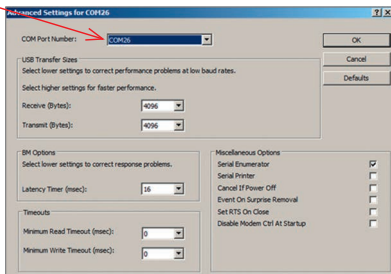 Advanced Settings for COM26
COM Port Number:
COM26
OK
Cancel
Defaults
USB Transfer Sizes
Select lower settings to correct performance problems at low baud rates.
Select higher settings for faster performance.
Receive (Bytes):
4096
Transmit (Bytes):
4096
BM Options
Select lower settings to correct response problems.
Latency Timer (msec):
16
Timeouts
Minimum Read Timeout (msec):
0
Minimum Write Timeout (msec):
0
Miscellaneous Options
Serial Enumerator
Serial Printer
Cancel If Power Off
Event On Surprise Removal
Set RTS On Close
Disable Modem Ctrl At Startup